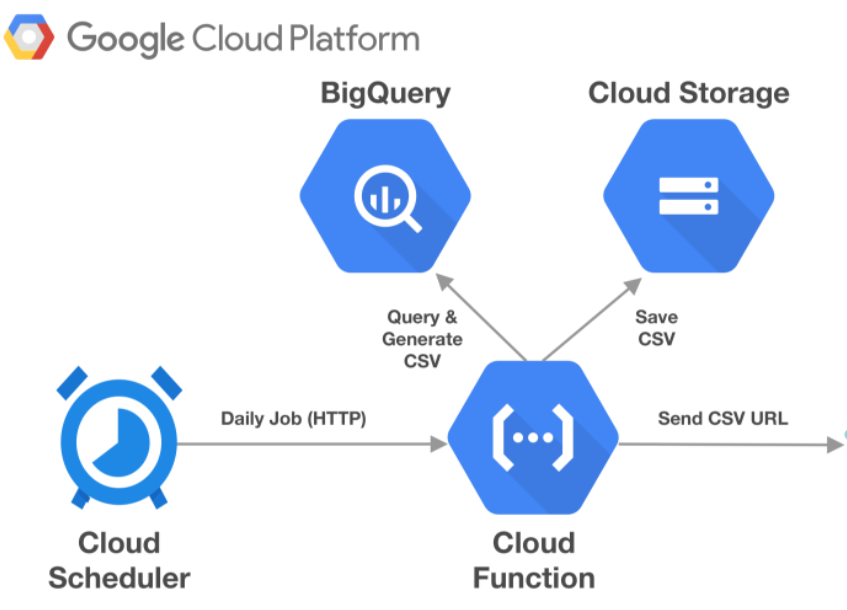 Google Cloud Platform
BigQuery
Cloud Storage
Query &
Generate
CSV
Save
CSV
Daily Job (HTTP)
Send CSV URL
Cloud
Scheduler
Cloud
Function